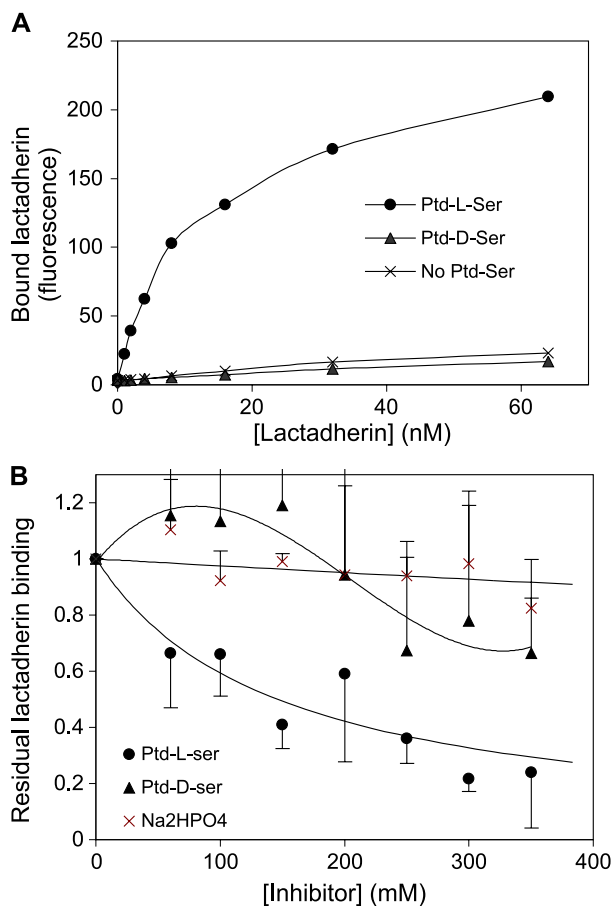 A
250
200
150
100
50
0
Bound lactadherin
(fluorescence)
Ptd-L-Ser
Ptd-D-Ser
No Ptd-Ser
0 20 40 60
[Lactadherin] (nM)
B
1.2
1
0.8
0.6
0.4
0.2
0
Residual lactadherin binding
Ptd-L-ser
Ptd-D-ser
Na2HPO4
0 100 200 300 400
[Inhibitor] (mM)